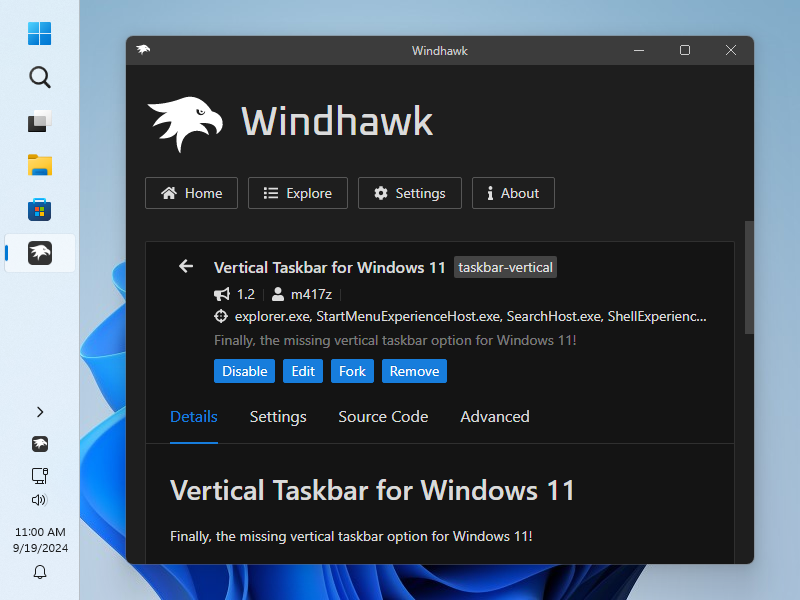 Windhawk
Windhawk
Home
Explore
Settings
About
Vertical Taskbar for Windows 11 taskbar-vertical
1.2
m417z
explorer.exe, StartMenuExperienceHost.exe, SearchHost.exe, ShellExperienc...
Finally, the missing vertical taskbar option for Windows 11!
Disable
Edit
Fork
Remove
Details
Settings
Source Code
Advanced
Vertical Taskbar for Windows 11
Finally, the missing vertical taskbar option for Windows 11!
11:00 AM
9/19/2024